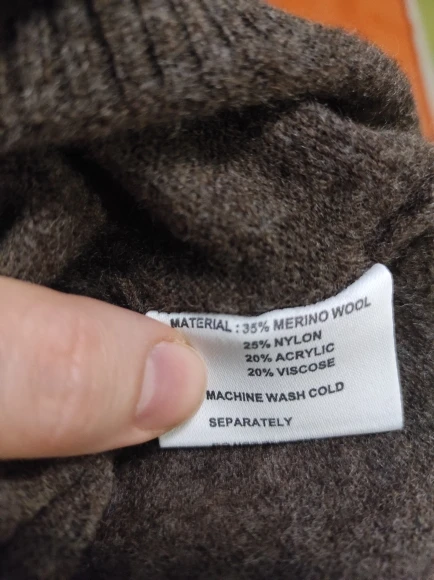 MATERIAL : 35% MERINO WOOL
25% NYLON
20% ACRYLIC
20% VISCOSE
MACHINE WASH COLD
SEPARATELY